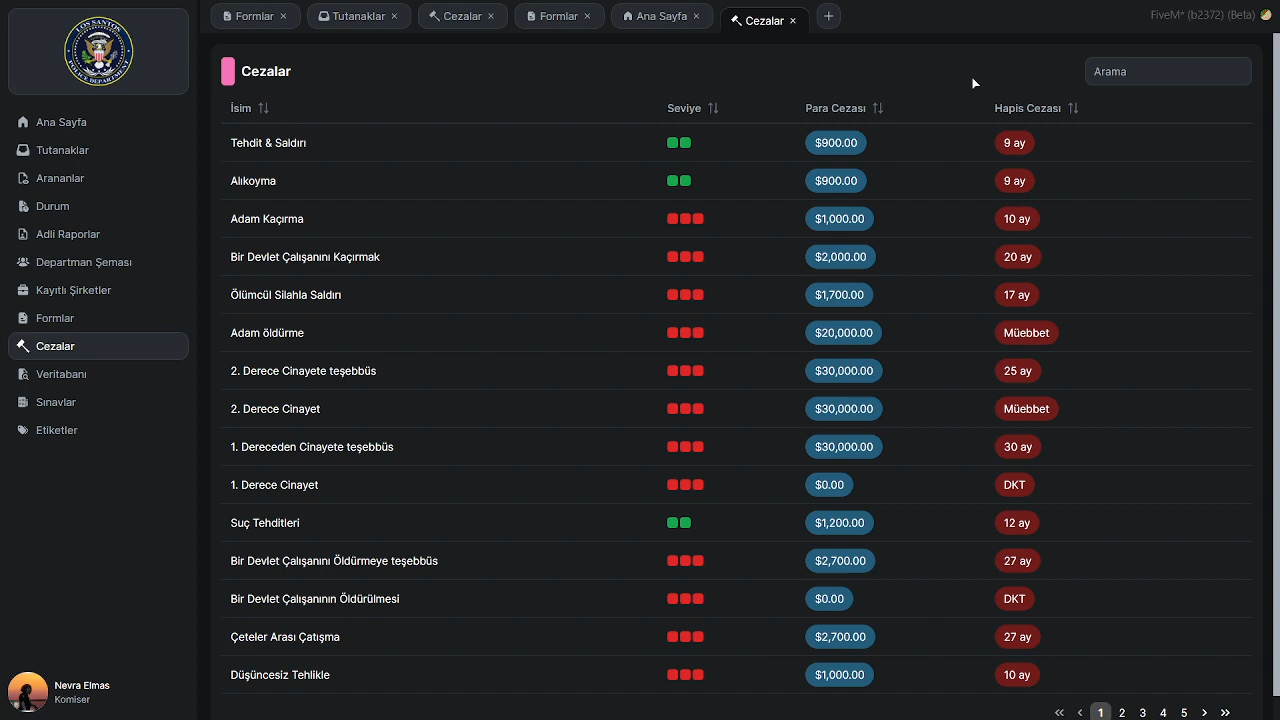 Formlar
Tutanaklar
Cezalar
Formlar
Ana Sayfa
Cezalar
FiveM* (b2372) (Beta)
LOS SANTOS
POLICE DEPARTMENT
Ana Sayfa
Tutanaklar
Arananlar
Durum
Adli Raporlar
Departman Şeması
Kayıtlı Şirketler
Formlar
Cezalar
Veritabanı
Sınavlar
Etiketler
Nevra Elmas
Komiser
Cezalar
Arama
İsim Seviye Para Cezası Hapis Cezası
Tehdit & Saldırı $900.00 9 ay
Alıkoyma $900.00 9 ay
Adam Kaçırma $1,000.00 10 ay
Bir Devlet Çalışanını Kaçırmak $2,000.00 20 ay
Ölümcül Silahla Saldırı $1,700.00 17 ay
Adam öldürme $20,000.00 Müebbet
2. Derece Cinayete teşebbüs $30,000.00 25 ay
2. Derece Cinayet $30,000.00 Müebbet
1. Dereceden Cinayete teşebbüs $30,000.00 30 ay
1. Derece Cinayet $0.00 DKT
Suç Tehditleri $1,200.00 12 ay
Bir Devlet Çalışanını Öldürmeye teşebbüs $2,700.00 27 ay
Bir Devlet Çalışanının Öldürülmesi $0.00 DKT
Çeteler Arası Çatışma $2,700.00 27 ay
Düşüncesiz Tehlikle $1,000.00 10 ay
« ‹ 1 2 3 4 5 › »